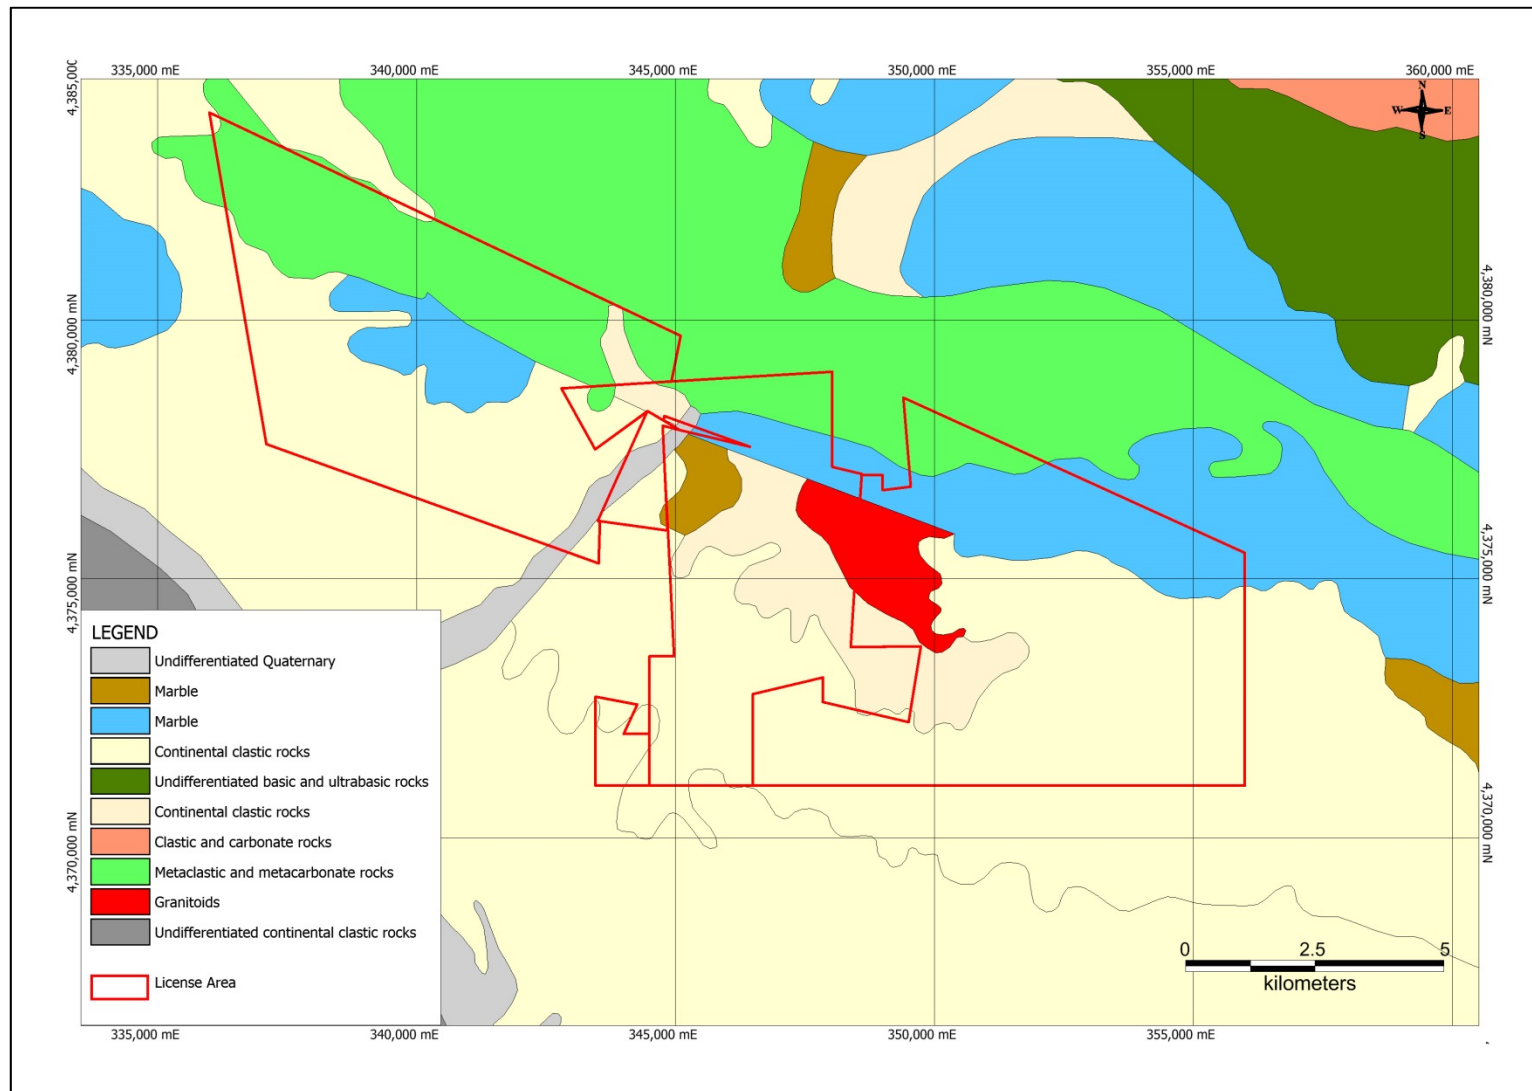 335,000 mE 340,000 mE 345,000 mE 350,000 mE 355,000 mE 360,000 mE
4,385,000
N
W E
S
4,380,000 mN
4,380,000 mN
4,375,000 mN
4,375,000 mN
LEGEND
Undifferentiated Quaternary
Marble
Marble
Continental clastic rocks
Undifferentiated basic and ultrabasic rocks
Continental clastic rocks
Clastic and carbonate rocks
Metaclastic and metacarbonate rocks
Granitoids
Undifferentiated continental clastic rocks
License Area
4,370,000 mN
4,370,000 mN
0 2.5 5
kilometers
335,000 mE 340,000 mE 345,000 mE 350,000 mE 355,000 mE